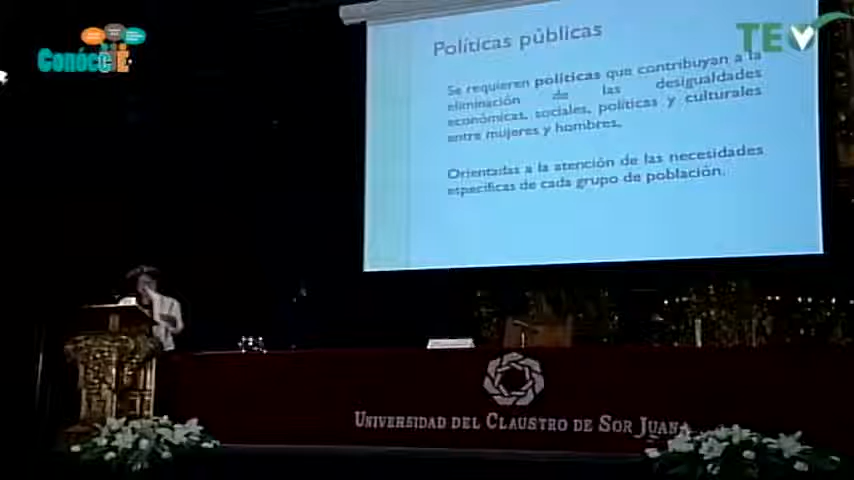 ConóccTE
TEV
Políticas públicas
Se requieren políticas que contribuyan a la
eliminación de las desigualdades
económicas, sociales, políticas y culturales
entre mujeres y hombres.
Orientadas a la atención de las necesidades
específicas de cada grupo de población.
UNIVERSIDAD DEL CLAUSTRO DE SOR JUANA